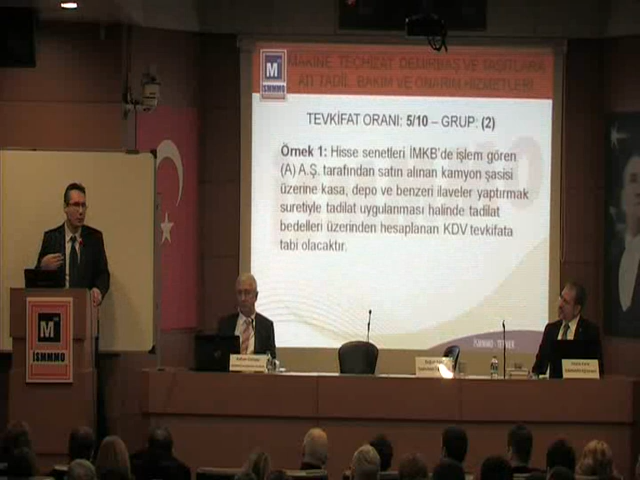 MAKİNE, TEÇHİZAT, DEMİRBAŞ VE TAŞITLARA
AİT TADİL, BAKIM VE ONARIM HİZMETLERİ
M
İSMMMO
TEVKİFAT ORANI: 5/10 – GRUP: (2)
Örnek 1: Hisse senetleri İMKB'de işlem gören
(A) A.Ş. tarafından satın alınan kamyon şasisi
üzerine kasa, depo ve benzeri ilaveler yaptırmak
suretiyle tadilat uygulanması halinde tadilat
bedelleri üzerinden hesaplanan KDV tevkifata
tabi olacaktır.
M
İSMMMO